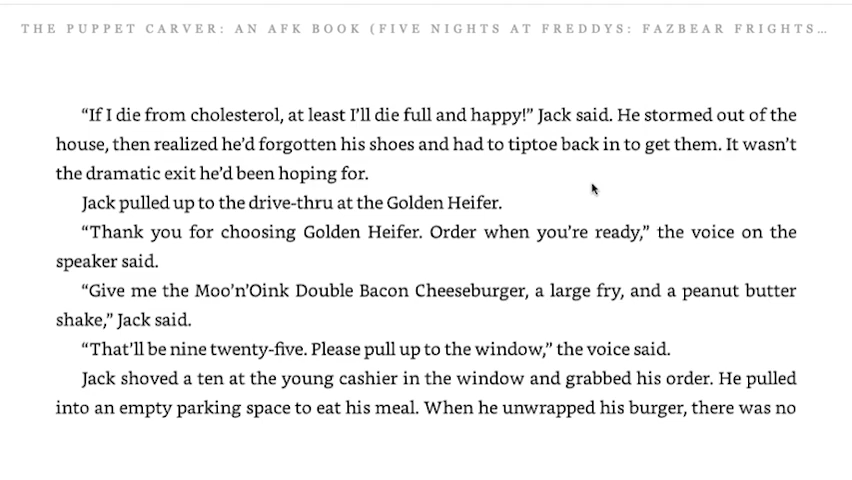 THE PUPPET CARVER: AN AFK BOOK (FIVE NIGHTS AT FREDDYS: FAZBEAR FRIGHTS…
“If I die from cholesterol, at least I’ll die full and happy!” Jack said. He stormed out of the
house, then realized he’d forgotten his shoes and had to tiptoe back in to get them. It wasn’t
the dramatic exit he’d been hoping for.
Jack pulled up to the drive-thru at the Golden Heifer.
“Thank you for choosing Golden Heifer. Order when you’re ready,” the voice on the
speaker said.
“Give me the Moo’n’Oink Double Bacon Cheeseburger, a large fry, and a peanut butter
shake,” Jack said.
“That’ll be nine twenty-five. Please pull up to the window,” the voice said.
Jack shoved a ten at the young cashier in the window and grabbed his order. He pulled
into an empty parking space to eat his meal. When he unwrapped his burger, there was no